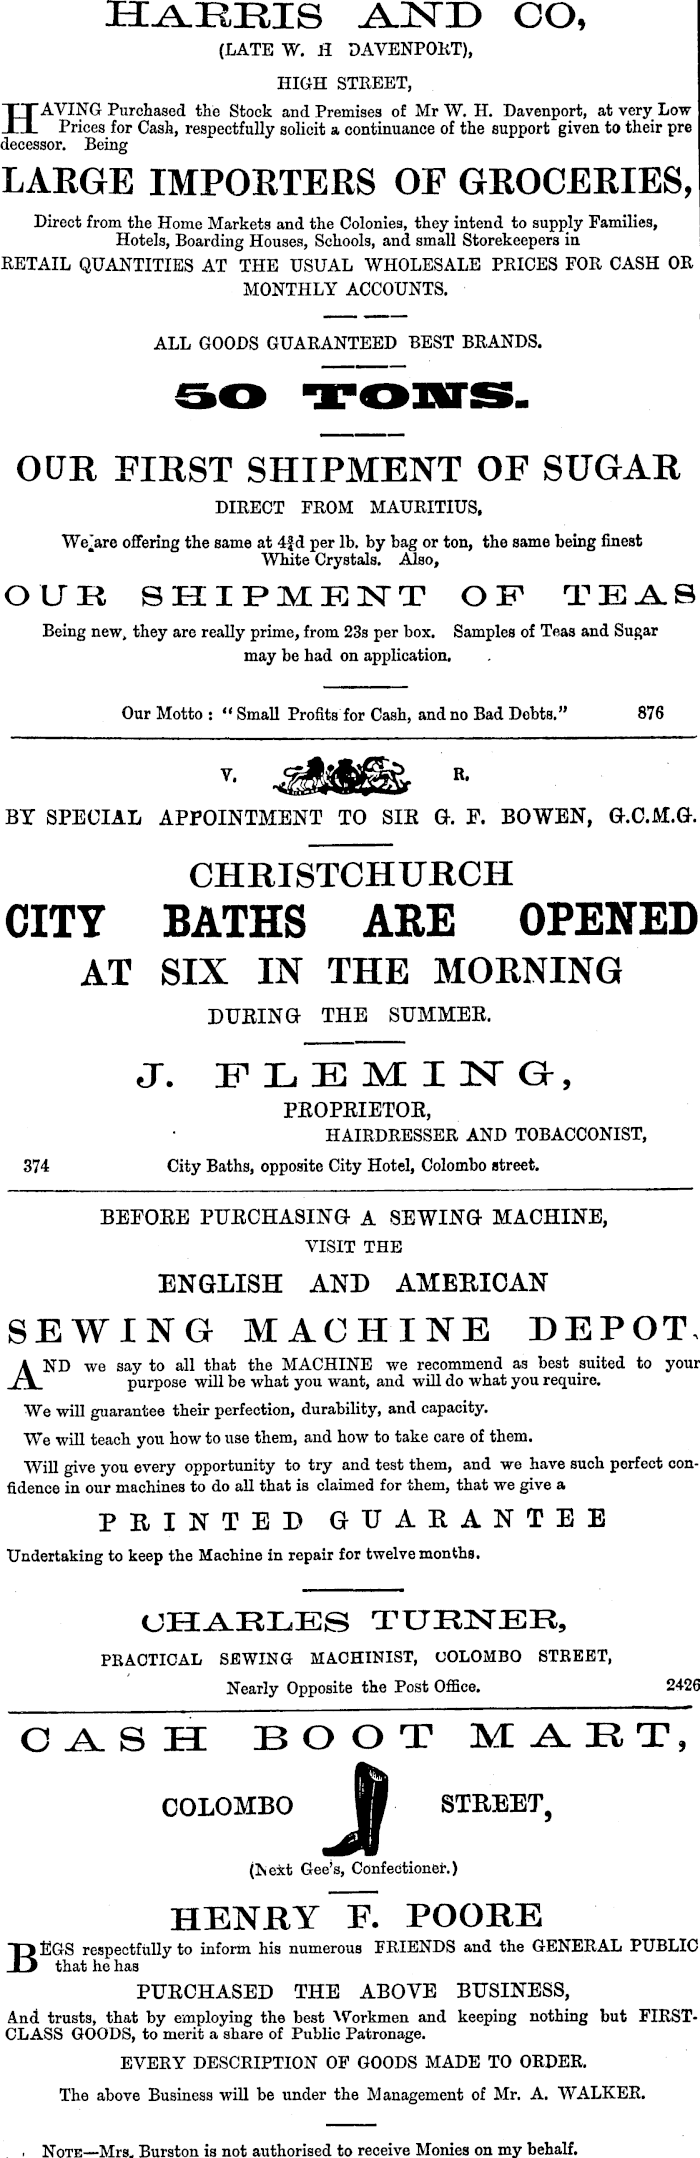 HARRIS AND CO,
(LATE W. H DAVENPORT),
HIGH STREET,
HAVING Purchased the Stock and Premises of Mr W. H. Davenport, at very Low
Prices for Cash, respectfully solicit a continuance of the support given to their pre
decessor. Being
LARGE IMPORTERS OF GROCERIES,
Direct from the Home Markets and the Colonies, they intend to supply Families,
Hotels, Boarding Houses, Schools, and small Storekeepers in
RETAIL QUANTITIES AT THE USUAL WHOLESALE PRICES FOR CASH OR
MONTHLY ACCOUNTS.
ALL GOODS GUARANTEED BEST BRANDS.
50 TONS.
OUR FIRST SHIPMENT OF SUGAR
DIRECT FROM MAURITIUS,
We are offering the same at 4¾d per lb. by bag or ton, the same being finest
White Crystals. Also,
OUR SHIPMENT OF TEAS
Being new, they are really prime, from 23s per box. Samples of Teas and Sugar
may be had on application.
Our Motto : "Small Profits for Cash, and no Bad Debts." 876
V. R.
BY SPECIAL APPOINTMENT TO SIR G. F. BOWEN, G.C.M.G.
CHRISTCHURCH
CITY BATHS ARE OPENED
AT SIX IN THE MORNING
DURING THE SUMMER.
J. FLEMING,
PROPRIETOR,
HAIRDRESSER AND TOBACCONIST,
374 City Baths, opposite City Hotel, Colombo street.
BEFORE PURCHASING A SEWING MACHINE,
VISIT THE
ENGLISH AND AMERICAN
SEWING MACHINE DEPOT,
AND we say to all that the MACHINE we recommend as best suited to your
purpose will be what you want, and will do what you require.
We will guarantee their perfection, durability, and capacity.
We will teach you how to use them, and how to take care of them.
Will give you every opportunity to try and test them, and we have such perfect con-
fidence in our machines to do all that is claimed for them, that we give a
PRINTED GUARANTEE
Undertaking to keep the Machine in repair for twelve months.
CHARLES TURNER,
PRACTICAL SEWING MACHINIST, COLOMBO STREET,
Nearly Opposite the Post Office. 2426
CASH BOOT MART,
COLOMBO STREET,
(Next Gee's, Confectioner.)
HENRY F. POORE
BEGS respectfully to inform his numerous FRIENDS and the GENERAL PUBLIC
that he has
PURCHASED THE ABOVE BUSINESS,
And trusts, that by employing the best Workmen and keeping nothing but FIRST-
CLASS GOODS, to merit a share of Public Patronage.
EVERY DESCRIPTION OF GOODS MADE TO ORDER.
The above Business will be under the Management of Mr. A. WALKER.
NOTE—Mrs. Burston is not authorised to receive Monies on my behalf.